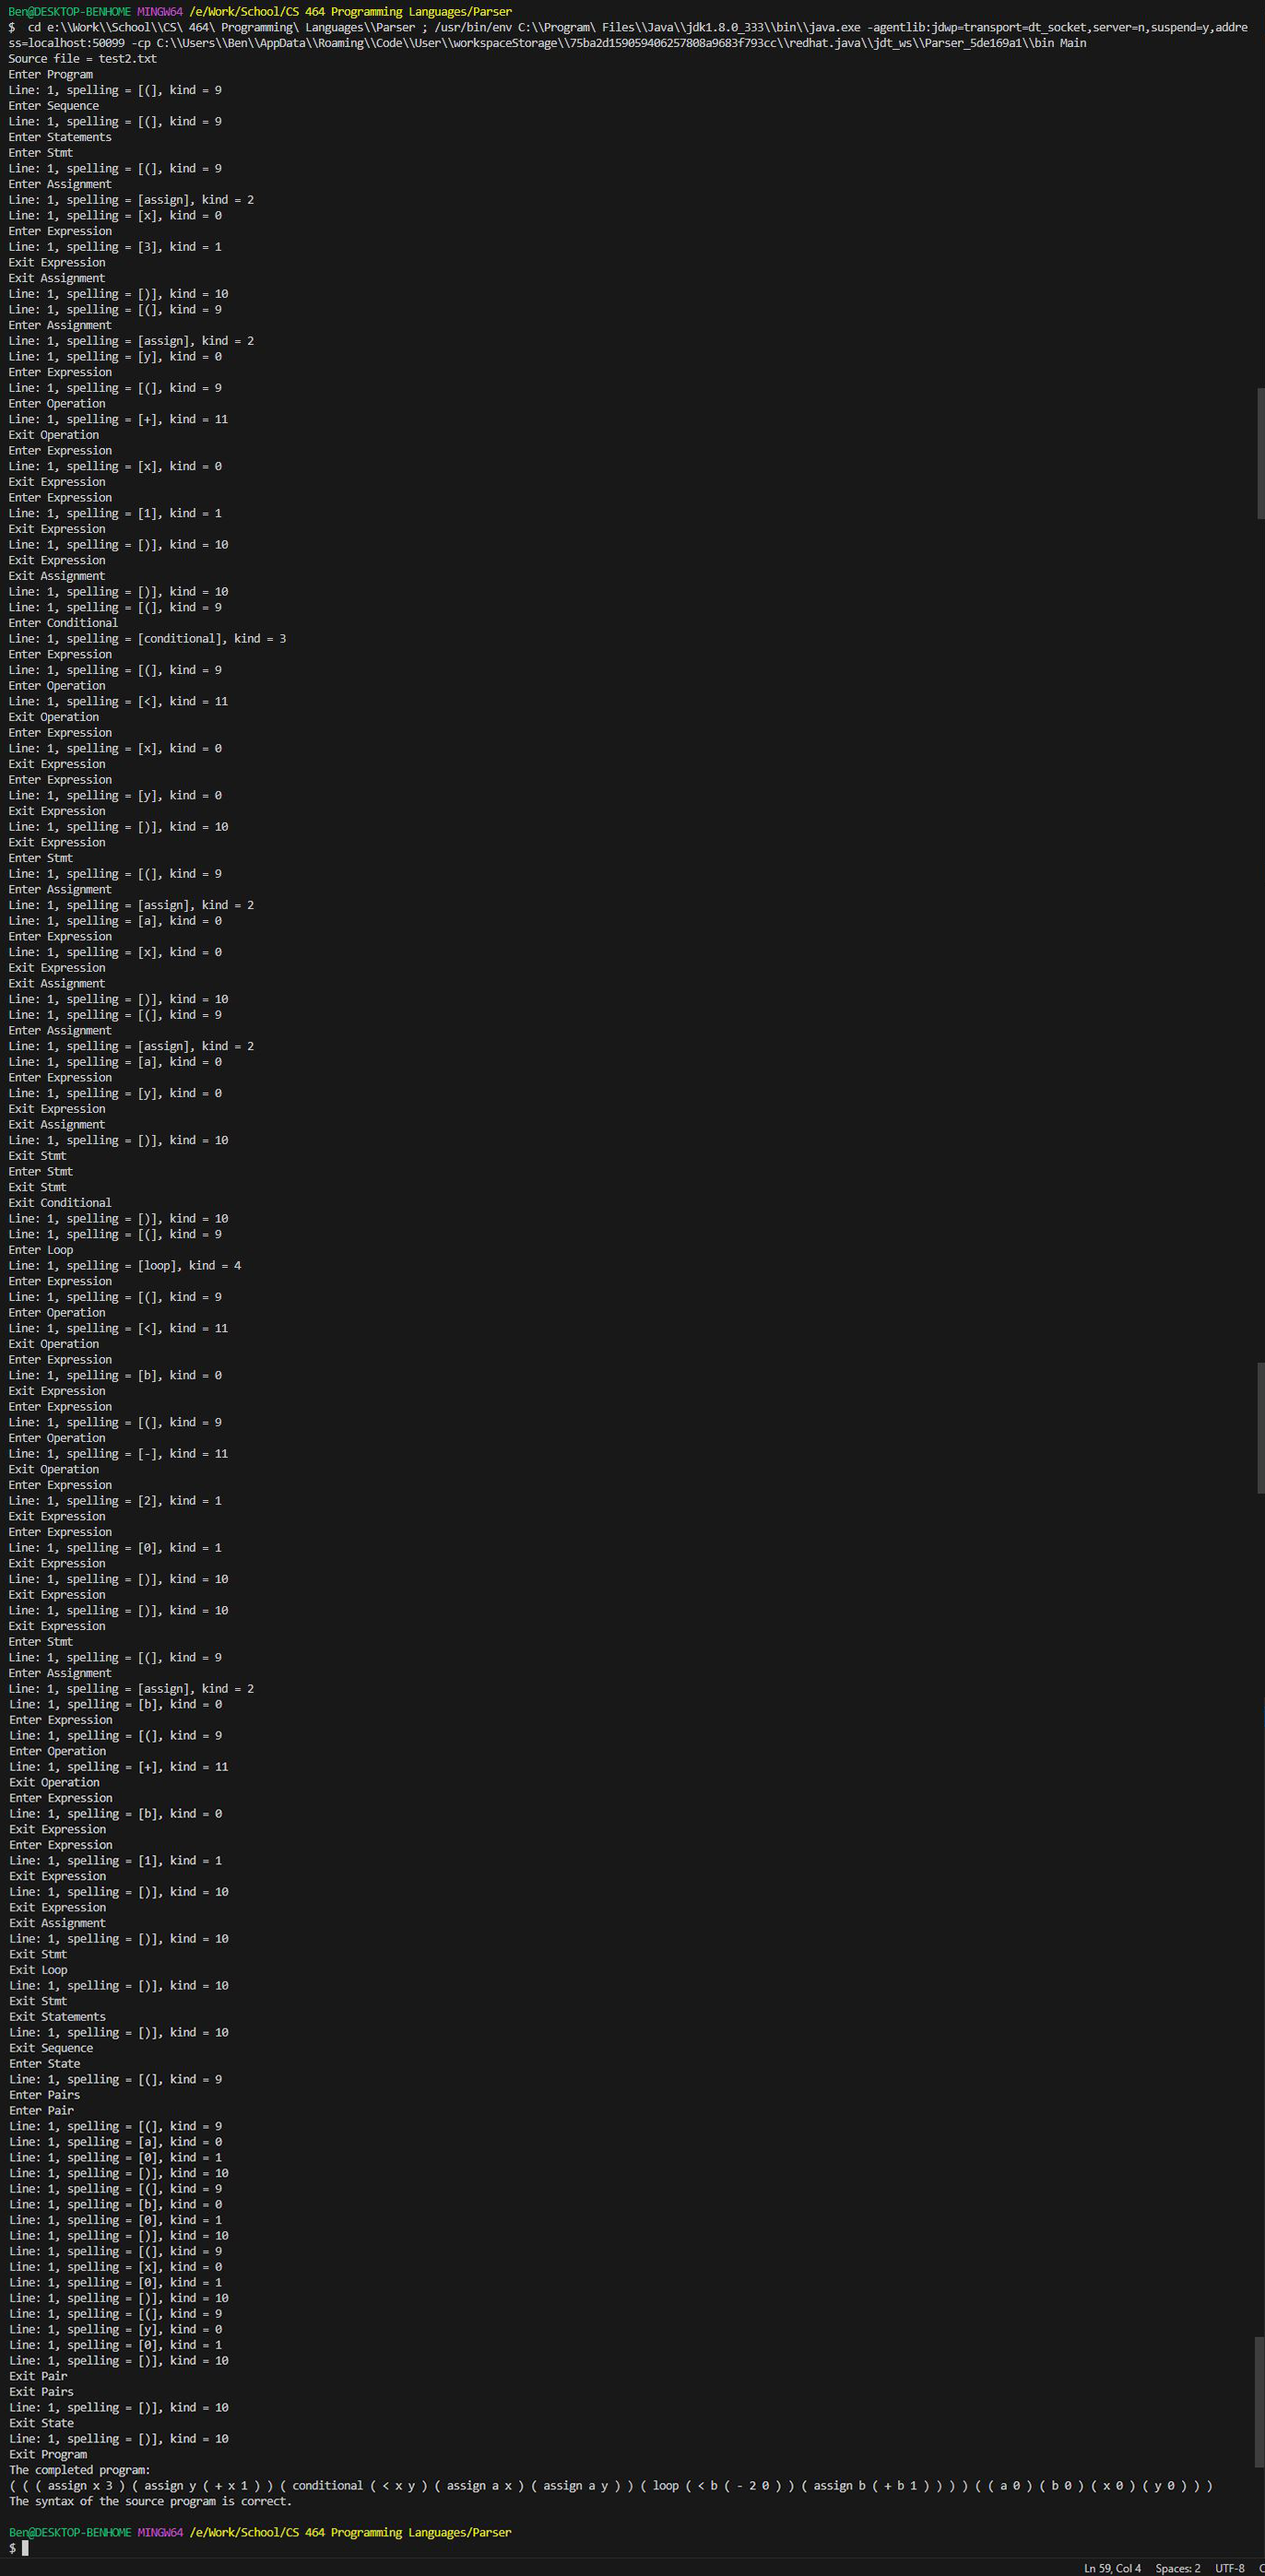 Ben@DESKTOP-BENHOME MINGW64 /e/Work/School/CS 464 Programming Languages/Parser
$  cd e:\\Work\\School\\CS\ 464\ Programming\ Languages\\Parser ; /usr/bin/env C:\\Program\ Files\\Java\\jdk1.8.0_333\\bin\\java.exe -agentlib:jdwp=transport=dt_socket,server=n,suspend=y,addre
ss=localhost:50099 -cp C:\\Users\\Ben\\AppData\\Roaming\\Code\\User\\workspaceStorage\\75ba2d159059406257808a9683f793cc\\redhat.java\\jdt_ws\\Parser_5de169a1\\bin Main
Source file = test2.txt
Enter Program
Line: 1, spelling = [(], kind = 9
Enter Sequence
Line: 1, spelling = [(], kind = 9
Enter Statements
Enter Stmt
Line: 1, spelling = [(], kind = 9
Enter Assignment
Line: 1, spelling = [assign], kind = 2
Line: 1, spelling = [x], kind = 0
Enter Expression
Line: 1, spelling = [3], kind = 1
Exit Expression
Exit Assignment
Line: 1, spelling = [)], kind = 10
Line: 1, spelling = [(], kind = 9
Enter Assignment
Line: 1, spelling = [assign], kind = 2
Line: 1, spelling = [y], kind = 0
Enter Expression
Line: 1, spelling = [(], kind = 9
Enter Operation
Line: 1, spelling = [+], kind = 11
Exit Operation
Enter Expression
Line: 1, spelling = [x], kind = 0
Exit Expression
Enter Expression
Line: 1, spelling = [1], kind = 1
Exit Expression
Line: 1, spelling = [)], kind = 10
Exit Expression
Exit Assignment
Line: 1, spelling = [)], kind = 10
Line: 1, spelling = [(], kind = 9
Enter Conditional
Line: 1, spelling = [conditional], kind = 3
Enter Expression
Line: 1, spelling = [(], kind = 9
Enter Operation
Line: 1, spelling = [<], kind = 11
Exit Operation
Enter Expression
Line: 1, spelling = [x], kind = 0
Exit Expression
Enter Expression
Line: 1, spelling = [y], kind = 0
Exit Expression
Line: 1, spelling = [)], kind = 10
Exit Expression
Enter Stmt
Line: 1, spelling = [(], kind = 9
Enter Assignment
Line: 1, spelling = [assign], kind = 2
Line: 1, spelling = [a], kind = 0
Enter Expression
Line: 1, spelling = [x], kind = 0
Exit Expression
Exit Assignment
Line: 1, spelling = [)], kind = 10
Line: 1, spelling = [(], kind = 9
Enter Assignment
Line: 1, spelling = [assign], kind = 2
Line: 1, spelling = [a], kind = 0
Enter Expression
Line: 1, spelling = [y], kind = 0
Exit Expression
Exit Assignment
Line: 1, spelling = [)], kind = 10
Exit Stmt
Enter Stmt
Exit Stmt
Exit Conditional
Line: 1, spelling = [)], kind = 10
Line: 1, spelling = [(], kind = 9
Enter Loop
Line: 1, spelling = [loop], kind = 4
Enter Expression
Line: 1, spelling = [(], kind = 9
Enter Operation
Line: 1, spelling = [<], kind = 11
Exit Operation
Enter Expression
Line: 1, spelling = [b], kind = 0
Exit Expression
Enter Expression
Line: 1, spelling = [(], kind = 9
Enter Operation
Line: 1, spelling = [-], kind = 11
Exit Operation
Enter Expression
Line: 1, spelling = [2], kind = 1
Exit Expression
Enter Expression
Line: 1, spelling = [0], kind = 1
Exit Expression
Line: 1, spelling = [)], kind = 10
Exit Expression
Line: 1, spelling = [)], kind = 10
Exit Expression
Enter Stmt
Line: 1, spelling = [(], kind = 9
Enter Assignment
Line: 1, spelling = [assign], kind = 2
Line: 1, spelling = [b], kind = 0
Enter Expression
Line: 1, spelling = [(], kind = 9
Enter Operation
Line: 1, spelling = [+], kind = 11
Exit Operation
Enter Expression
Line: 1, spelling = [b], kind = 0
Exit Expression
Enter Expression
Line: 1, spelling = [1], kind = 1
Exit Expression
Line: 1, spelling = [)], kind = 10
Exit Expression
Exit Assignment
Line: 1, spelling = [)], kind = 10
Exit Stmt
Exit Loop
Line: 1, spelling = [)], kind = 10
Exit Stmt
Exit Statements
Line: 1, spelling = [)], kind = 10
Exit Sequence
Enter State
Line: 1, spelling = [(], kind = 9
Enter Pairs
Enter Pair
Line: 1, spelling = [(], kind = 9
Line: 1, spelling = [a], kind = 0
Line: 1, spelling = [0], kind = 1
Line: 1, spelling = [)], kind = 10
Line: 1, spelling = [(], kind = 9
Line: 1, spelling = [b], kind = 0
Line: 1, spelling = [0], kind = 1
Line: 1, spelling = [)], kind = 10
Line: 1, spelling = [(], kind = 9
Line: 1, spelling = [x], kind = 0
Line: 1, spelling = [0], kind = 1
Line: 1, spelling = [)], kind = 10
Line: 1, spelling = [(], kind = 9
Line: 1, spelling = [y], kind = 0
Line: 1, spelling = [0], kind = 1
Line: 1, spelling = [)], kind = 10
Exit Pair
Exit Pairs
Line: 1, spelling = [)], kind = 10
Exit State
Line: 1, spelling = [)], kind = 10
Exit Program
The completed program:
( ( ( assign x 3 ) ( assign y ( + x 1 ) ) ( conditional ( < x y ) ( assign a x ) ( assign a y ) ) ( loop ( < b ( - 2 0 ) ) ( assign b ( + b 1 ) ) ) ) ( ( a 0 ) ( b 0 ) ( x 0 ) ( y 0 ) ) )
The syntax of the source program is correct.
Ben@DESKTOP-BENHOME MINGW64 /e/Work/School/CS 464 Programming Languages/Parser
$
Ln 59, Col 4 Spaces: 2 UTF-8 C